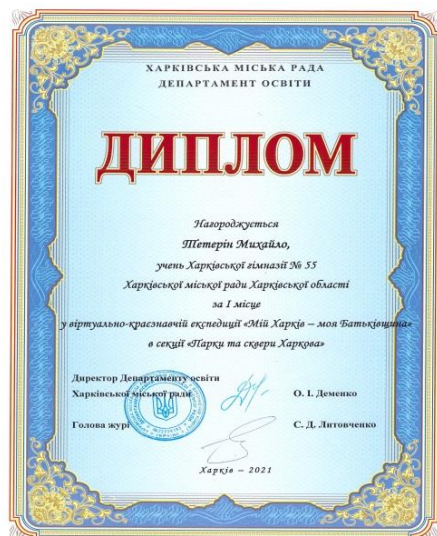 ХАРКІВСЬКА МІСЬКА РАДА
ДЕПАРТАМЕНТ ОСВІТИ
ДИПЛОМ
Нагороджується
Тетерін Михайло,
учень Харківської гімназії № 55
Харківської міської ради Харківської області
за І місце
у віртуально-краєзнавчій експедиції «Мій Харків – моя Батьківщина»
в секції «Парки та сквери Харкова»
Директор Департаменту освіти
Харківської міської ради О. І. Деменко
Голова журі С. Д. Литовченко
Харків – 2021